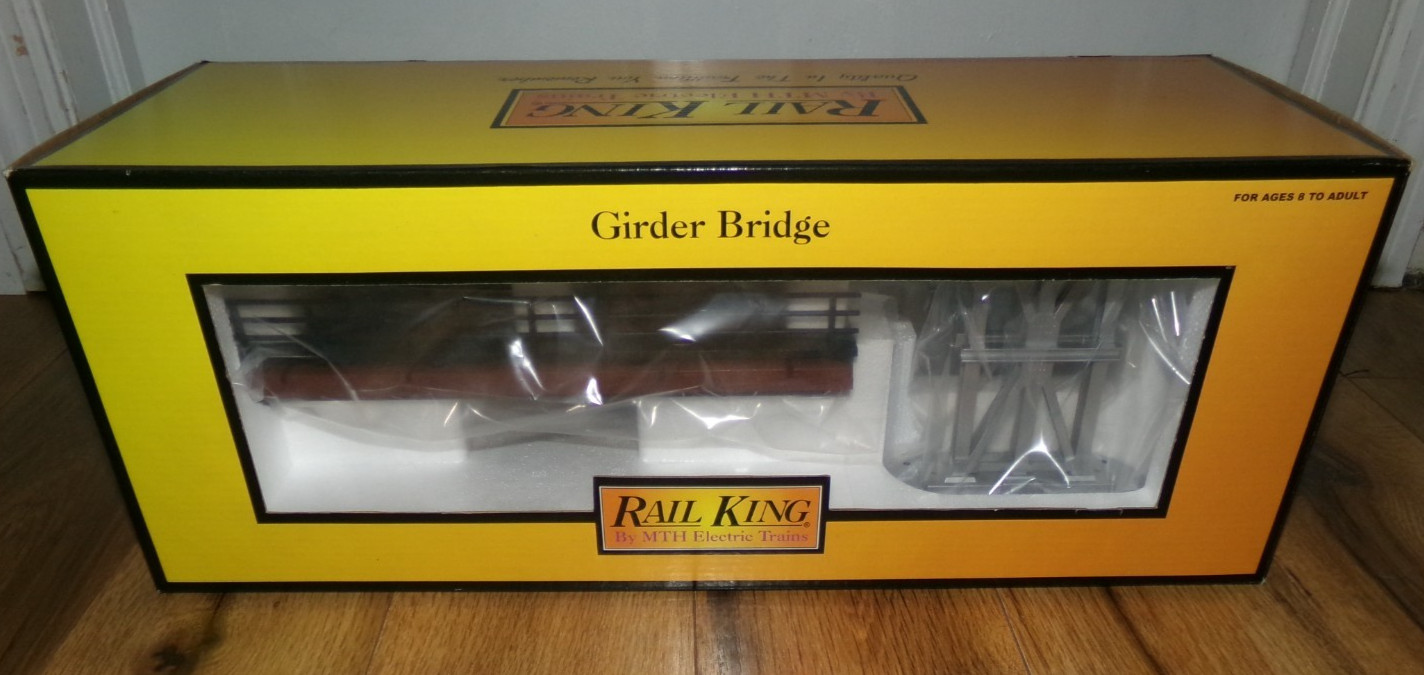 Quality In The Tradition You Remember
RAIL KING
By MTH Electric Trains
FOR AGES 8 TO ADULT
Girder Bridge
RAIL KING®
By MTH Electric Trains